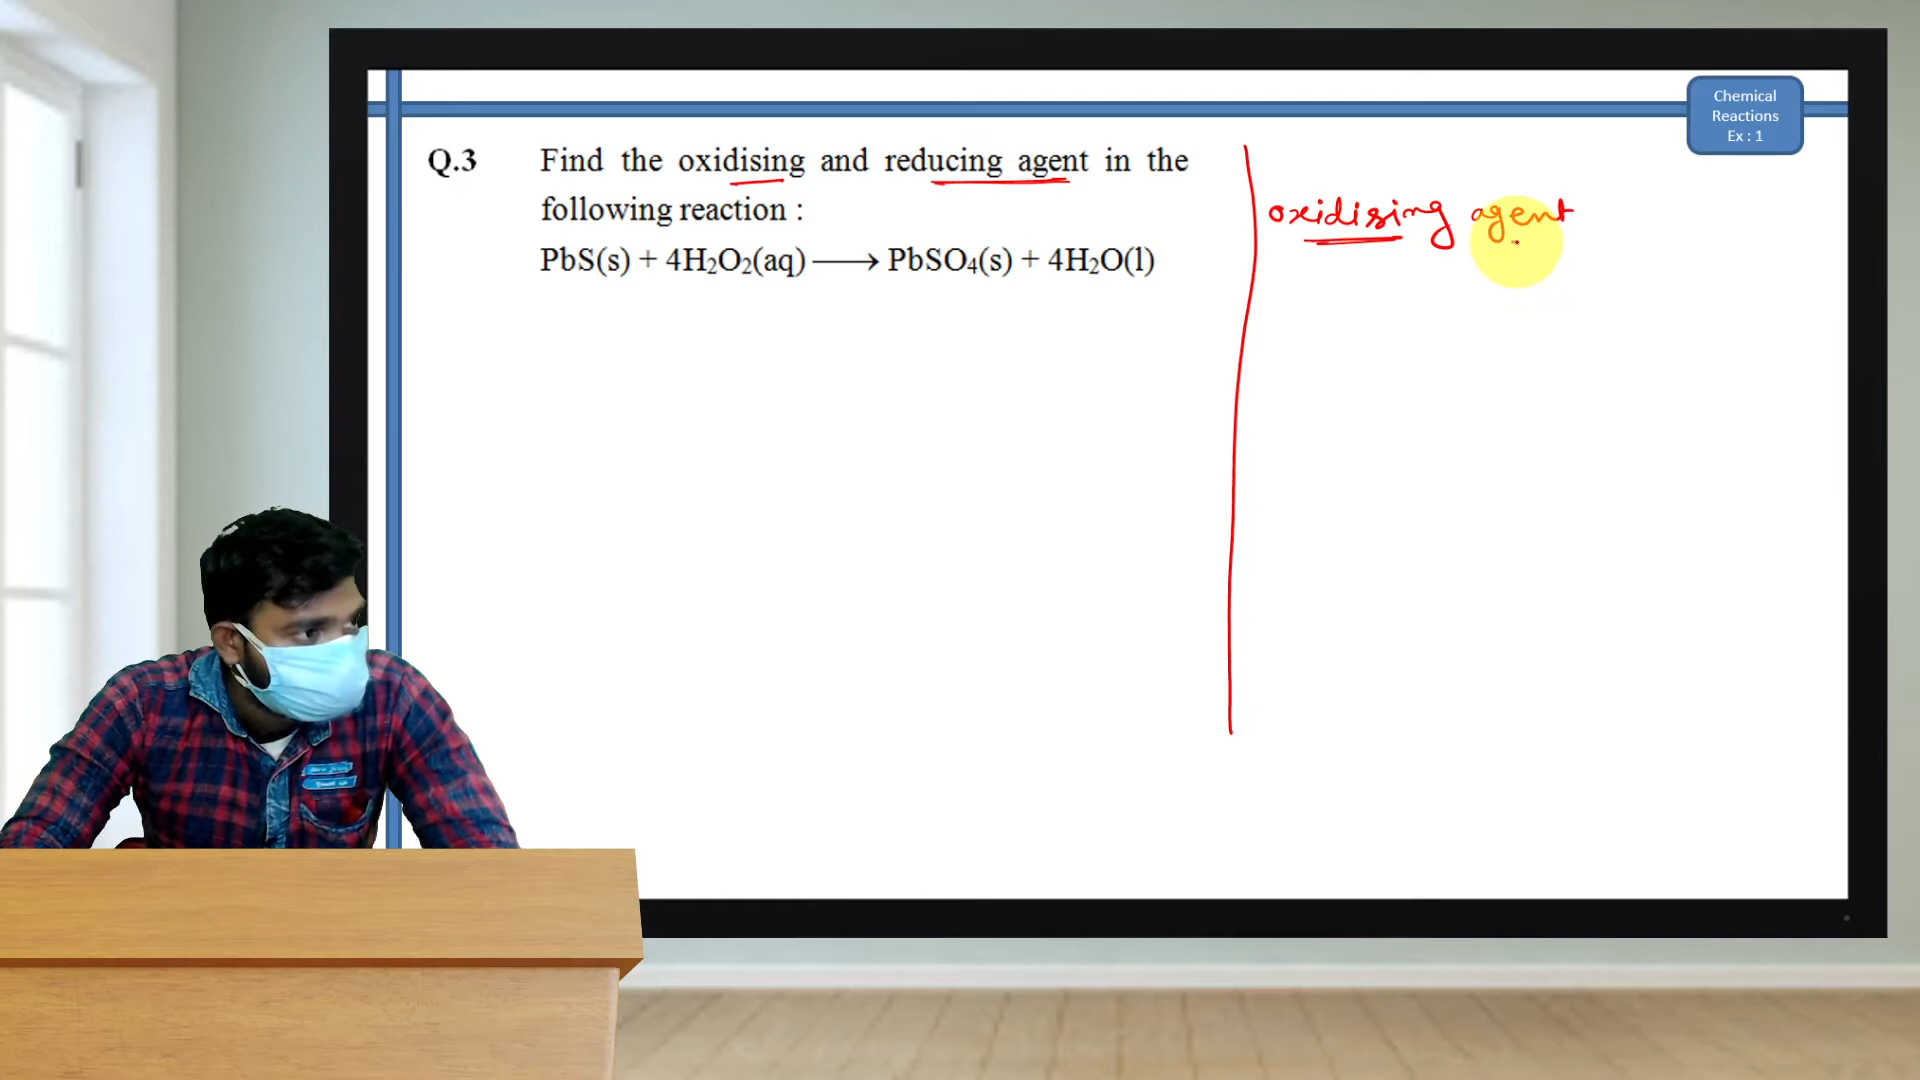 Chemical
Reactions
Ex : 1
Q.3 Find the oxidising and reducing agent in the
following reaction :
PbS(s) + 4H₂O₂(aq) ⟶ PbSO₄(s) + 4H₂O(l)
oxidising agent